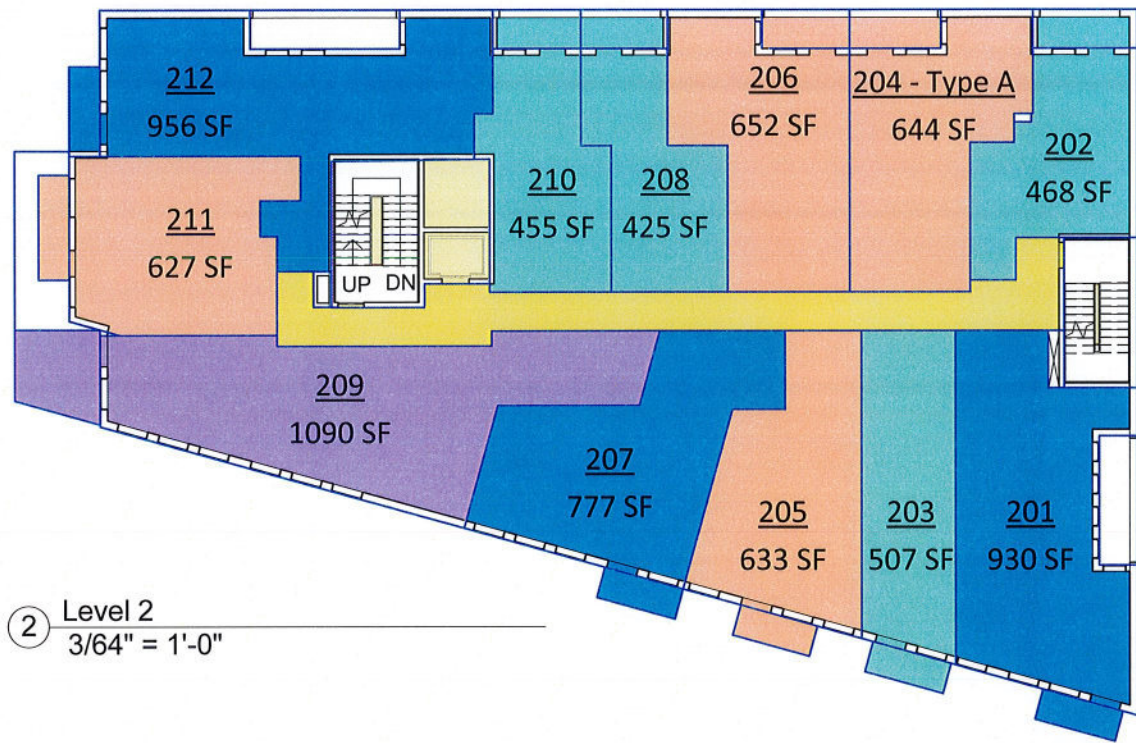 212
956 SF
206
652 SF
204 - Type A
644 SF
202
468 SF
210
455 SF
208
425 SF
211
627 SF
UP DN
209
1090 SF
207
777 SF
205
633 SF
203
507 SF
201
930 SF
2
Level 2
3/64" = 1'-0"